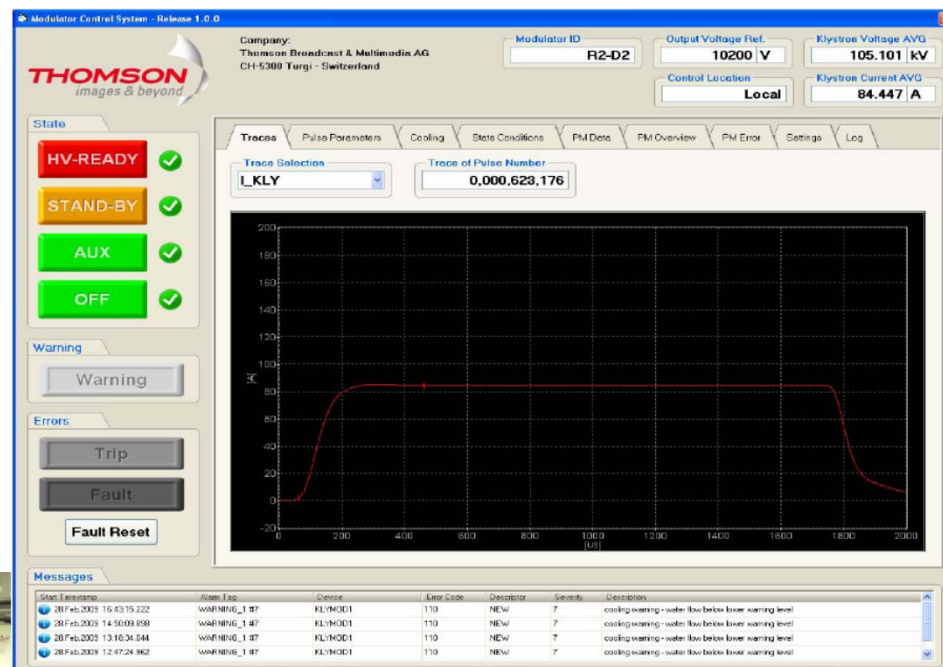 Modulator Control System - Release 1.0.0
THOMSON
images & beyond
Company:
Thomson Broadcast & Multimedia AG
CH-5300 Turgi - Switzerland
Modulator ID
R2-D2
Output Voltage Ref.
10200 V
Klystron Voltage AVG
105.101 kV
Control Location
Local
Klystron Current AVG
84.447 A
State
HV-READY
STAND-BY
AUX
OFF
Warning
Warning
Errors
Trip
Fault
Fault Reset
Traces Pulse Parameters Cooling State Conditions PM Data PM Overview PM Error Settings Log
Trace Selection
I_KLY
Trace of Pulse Number
0,000,623,176
200
180
160
140
120
100
80
60
40
20
0
-20
[A]
0 200 400 600 800 1000 1200 1400 1600 1800 2000
[us]
Messages
Start Timestamp Alarm Tag Device Error Code Descriptor Severity Description
28.Feb.2009 16:43:15.222 WARNING_1 #7 KLYMOD1 110 NEW 7 cooling warning - water flow below lower warning level
28.Feb.2009 14:50:09.898 WARNING_1 #7 KLYMOD1 110 NEW 7 cooling warning - water flow below lower warning level
28.Feb.2009 13:16:34.044 WARNING_1 #7 KLYMOD1 110 NEW 7 cooling warning - water flow below lower warning level
28.Feb.2009 12:47:24.962 WARNING_1 #7 KLYMOD1 110 NEW 7 cooling warning - water flow below lower warning level